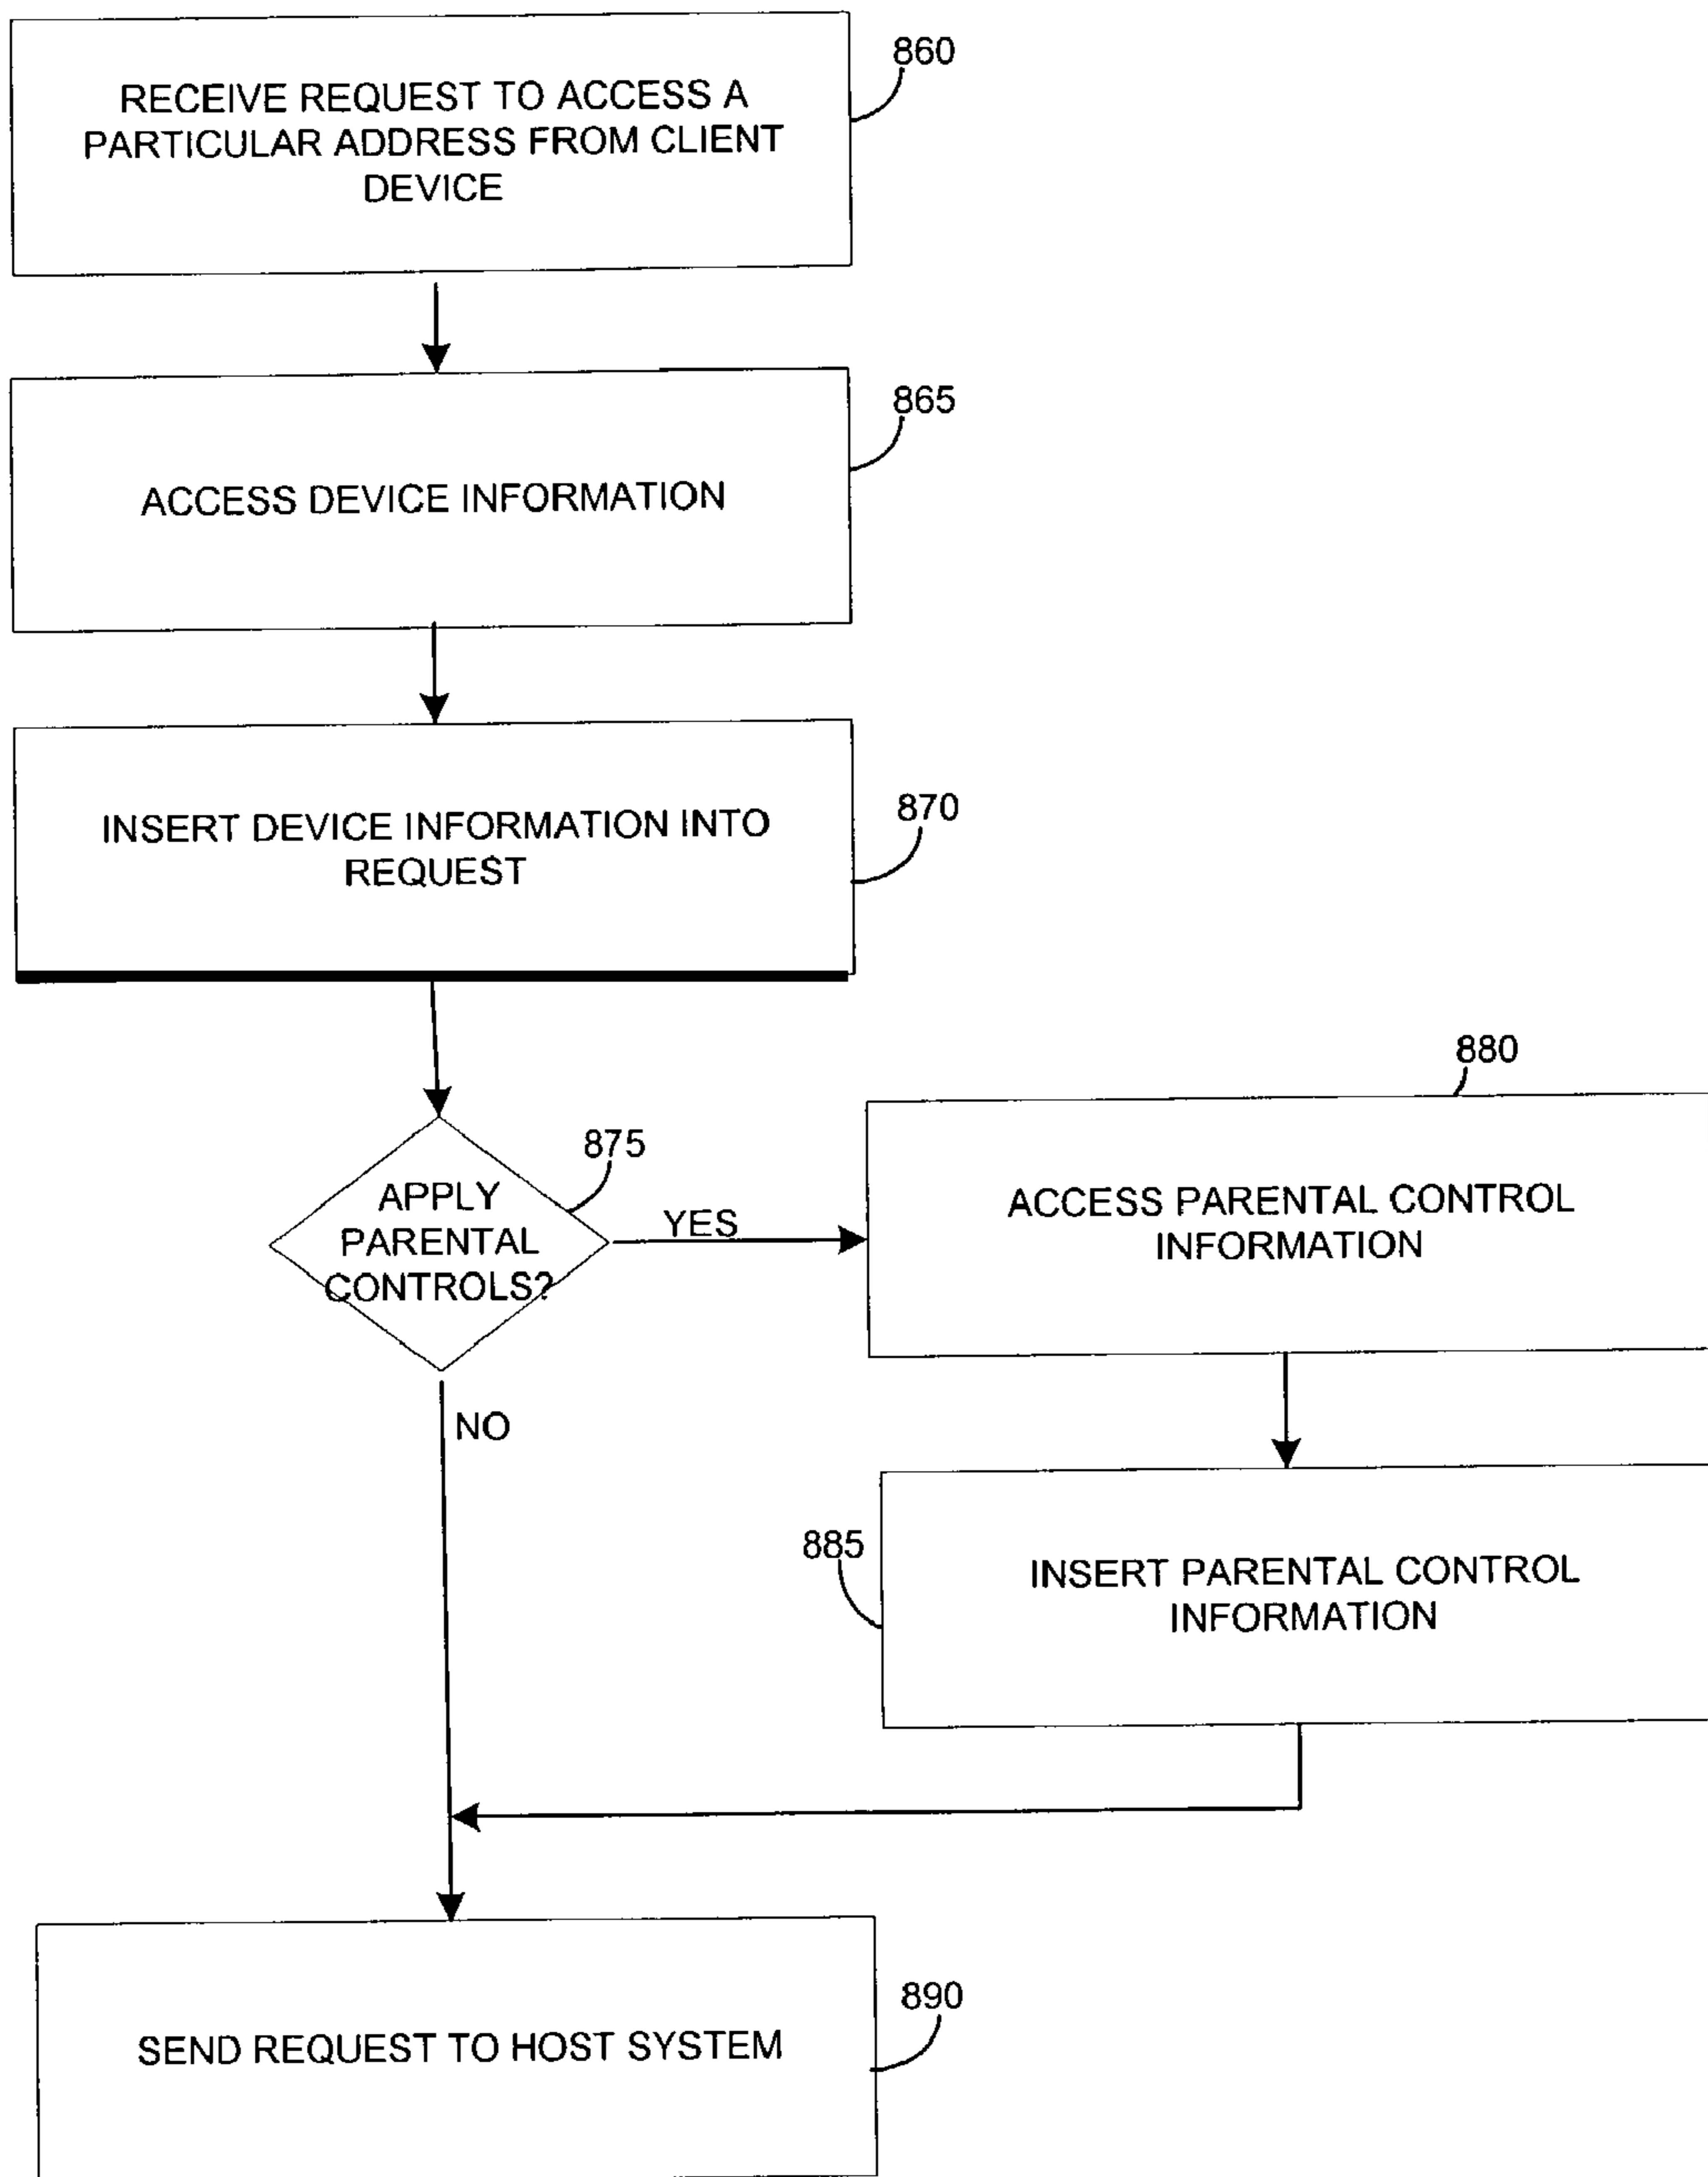 RECEIVE REQUEST TO ACCESS A
PARTICULAR ADDRESS FROM CLIENT
DEVICE
860
ACCESS DEVICE INFORMATION
865
INSERT DEVICE INFORMATION INTO
REQUEST
870
APPLY
PARENTAL
CONTROLS?
875
YES
NO
880
ACCESS PARENTAL CONTROL
INFORMATION
885
INSERT PARENTAL CONTROL
INFORMATION
SEND REQUEST TO HOST SYSTEM
890